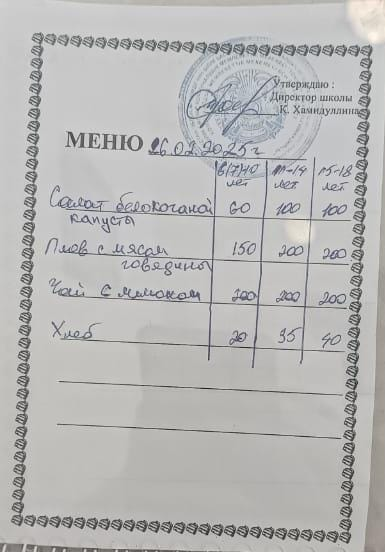 Утверждаю :
Директор школы
К. Хамидуллина
МЕНЮ 26.02.2025г
6(7)-10 лет 11-14 лет 15-18 лет
Салат белокочаной капусты 60 100 100
Плов с мясом говядины 150 200 200
Чай с молоком 200 200 200
Хлеб 20 35 40